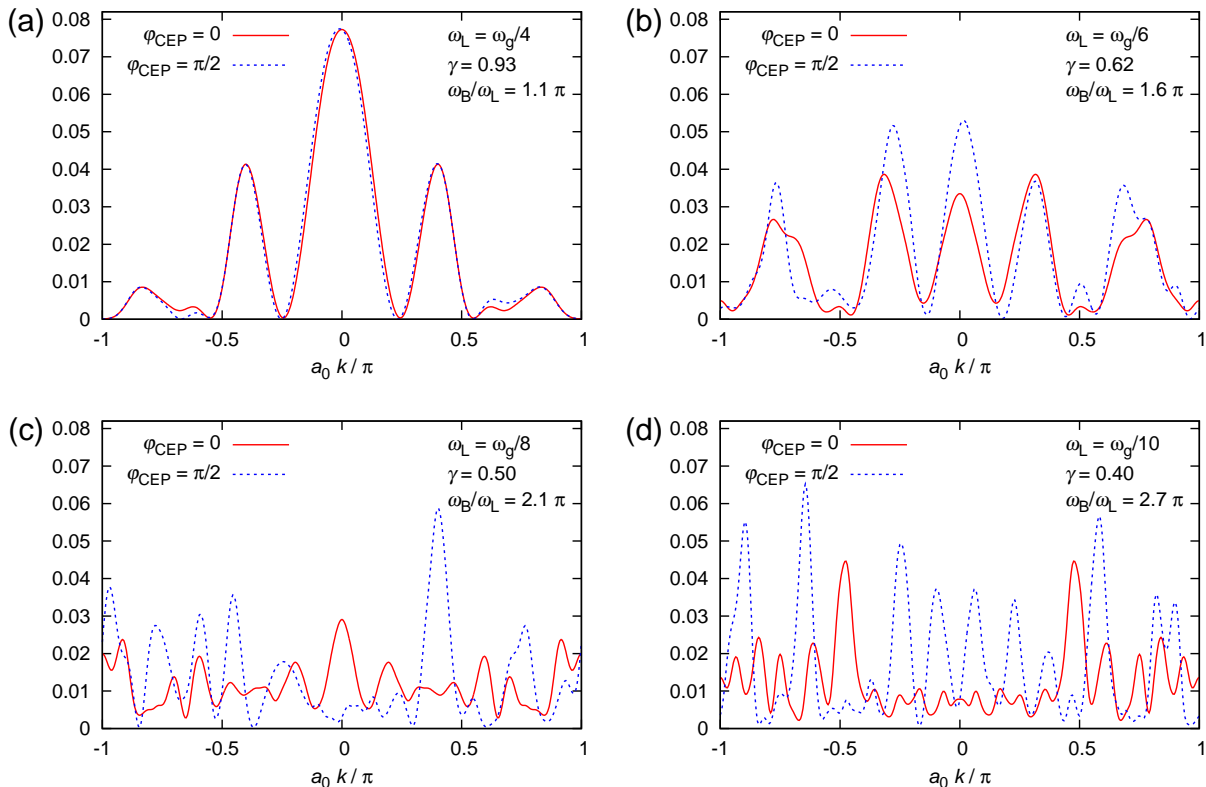 (a)
0.08
0.07
0.06
0.05
0.04
0.03
0.02
0.01
0
φCEP = 0
φCEP = π/2
ωL = ωg/4
γ = 0.93
ωB/ωL = 1.1 π
-1 -0.5 0 0.5 1
a0 k / π
(b)
0.08
0.07
0.06
0.05
0.04
0.03
0.02
0.01
0
φCEP = 0
φCEP = π/2
ωL = ωg/6
γ = 0.62
ωB/ωL = 1.6 π
-1 -0.5 0 0.5 1
a0 k / π
(c)
0.08
0.07
0.06
0.05
0.04
0.03
0.02
0.01
0
φCEP = 0
φCEP = π/2
ωL = ωg/8
γ = 0.50
ωB/ωL = 2.1 π
-1 -0.5 0 0.5 1
a0 k / π
(d)
0.08
0.07
0.06
0.05
0.04
0.03
0.02
0.01
0
φCEP = 0
φCEP = π/2
ωL = ωg/10
γ = 0.40
ωB/ωL = 2.7 π
-1 -0.5 0 0.5 1
a0 k / π